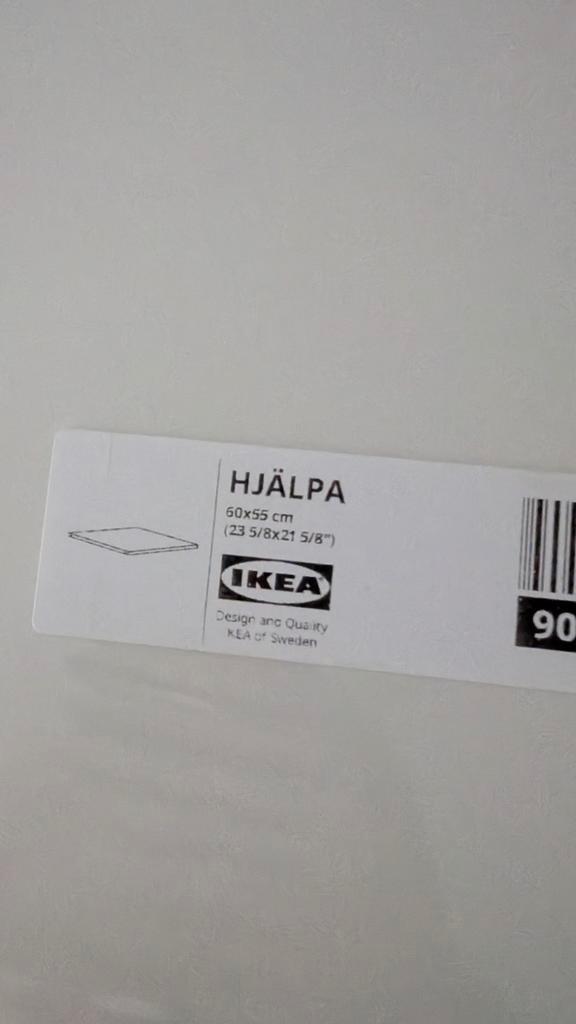 HJÄLPA
60x55 cm
(23 5/8x21 5/8")
IKEA
Design and Quality
IKEA of Sweden
90